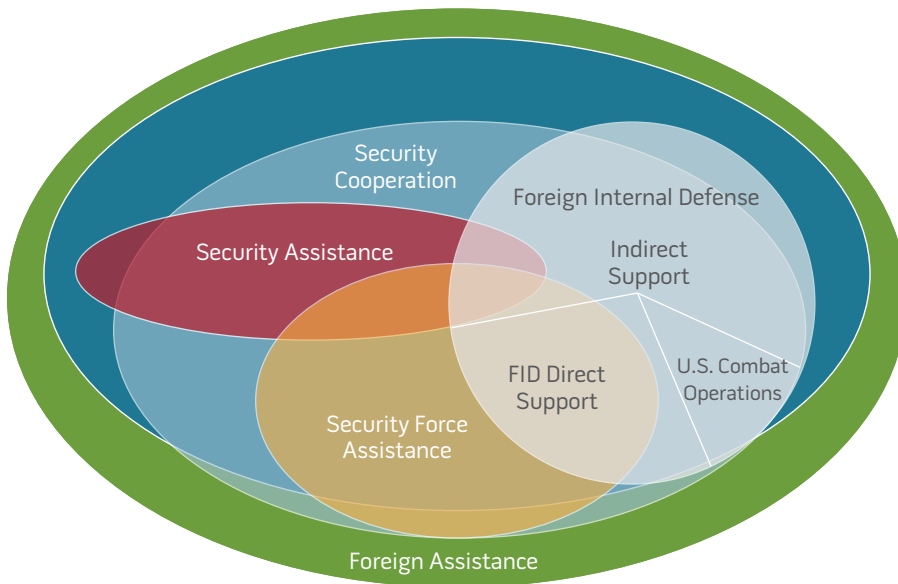 Security
Cooperation
Foreign Internal Defense
Security Assistance
Indirect
Support
FID Direct
Support
U.S. Combat
Operations
Security Force
Assistance
Foreign Assistance